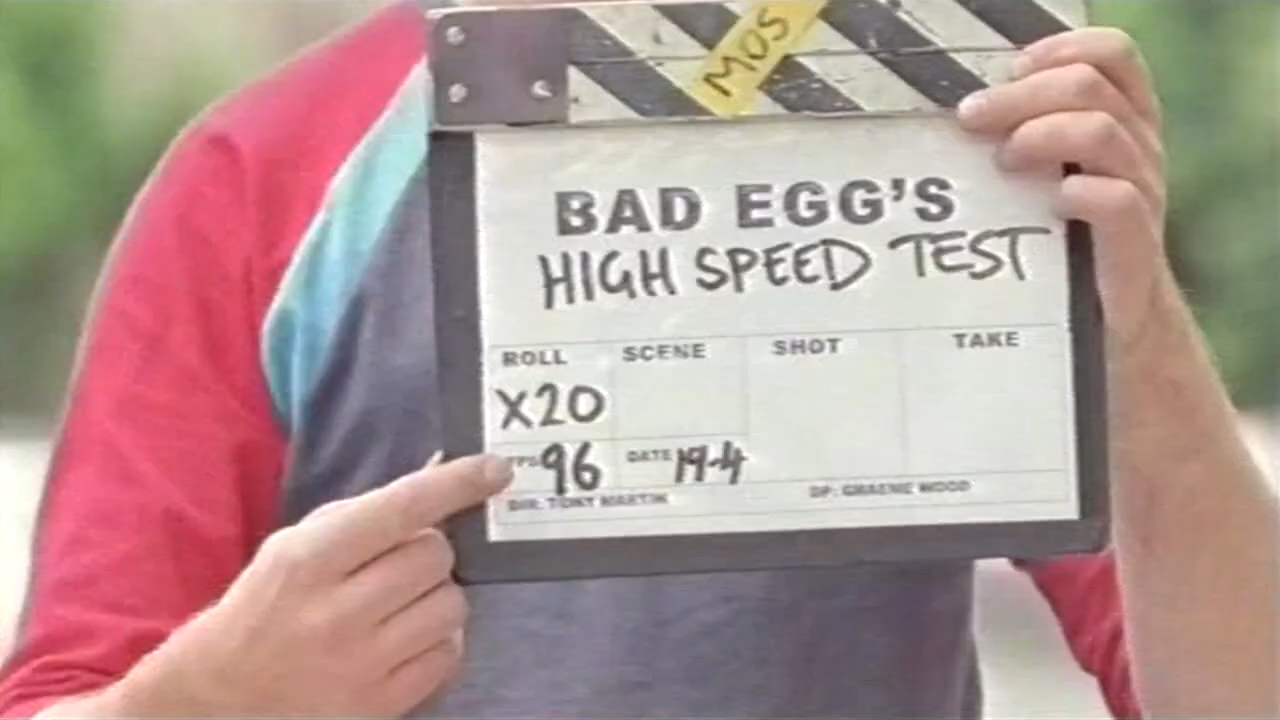 MOS
BAD EGG'S
HIGH SPEED TEST
ROLL SCENE SHOT TAKE
X20
FPS 96 DATE 19-4
DIR: TONY MARTIN DP: GRAEME WOOD